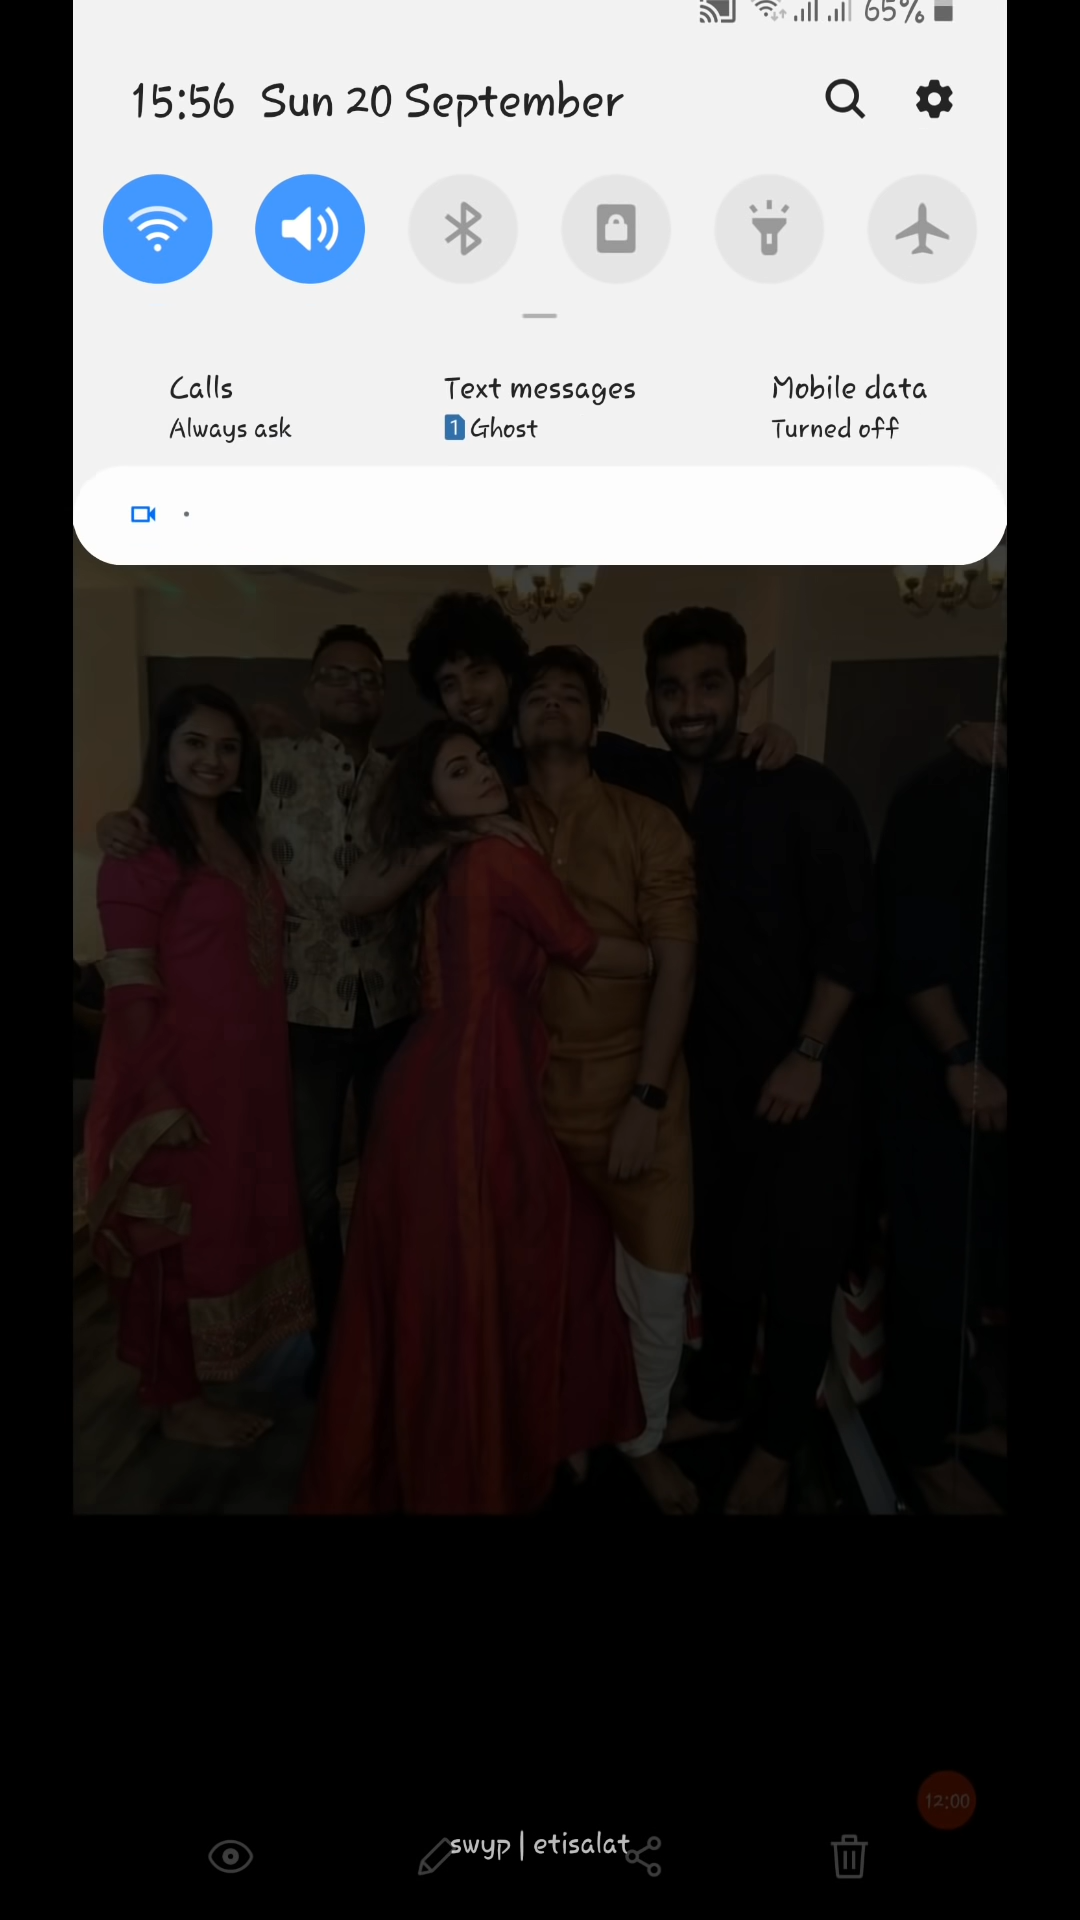 65%
15:56 Sun 20 September
Calls
Always ask
Text messages
1 Ghost
Mobile data
Turned off
12:00
swyp | etisalat